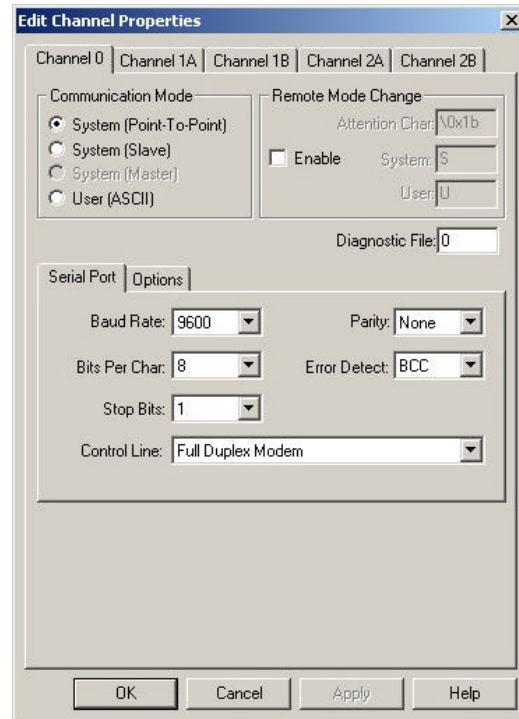 Edit Channel Properties
Channel 0 Channel 1A Channel 1B Channel 2A Channel 2B
Communication Mode
System (Point-To-Point)
System (Slave)
System (Master)
User (ASCII)
Remote Mode Change
Attention Char: \0x1b
Enable System: S
User: U
Diagnostic File: 0
Serial Port Options
Baud Rate: 9600 Parity: None
Bits Per Char: 8 Error Detect: BCC
Stop Bits: 1
Control Line: Full Duplex Modem
OK Cancel Apply Help